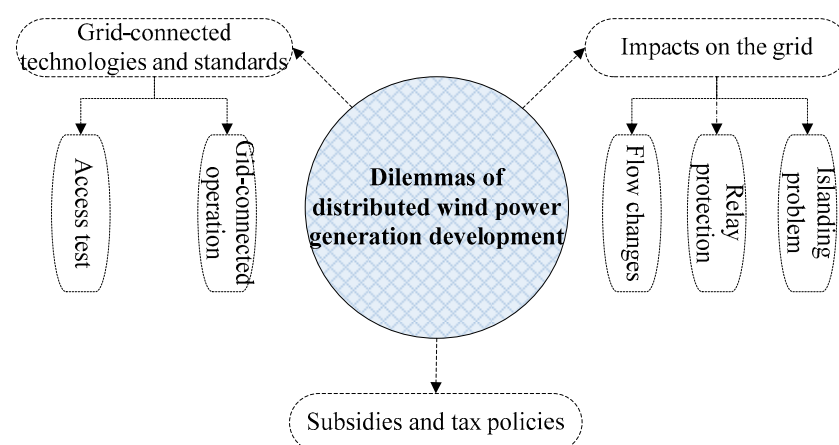 Grid-connected
technologies and standards
Impacts on the grid
Access test
Grid-connected
operation
Dilemmas of
distributed wind power
generation development
Flow changes
Relay
protection
Islanding
problem
Subsidies and tax policies